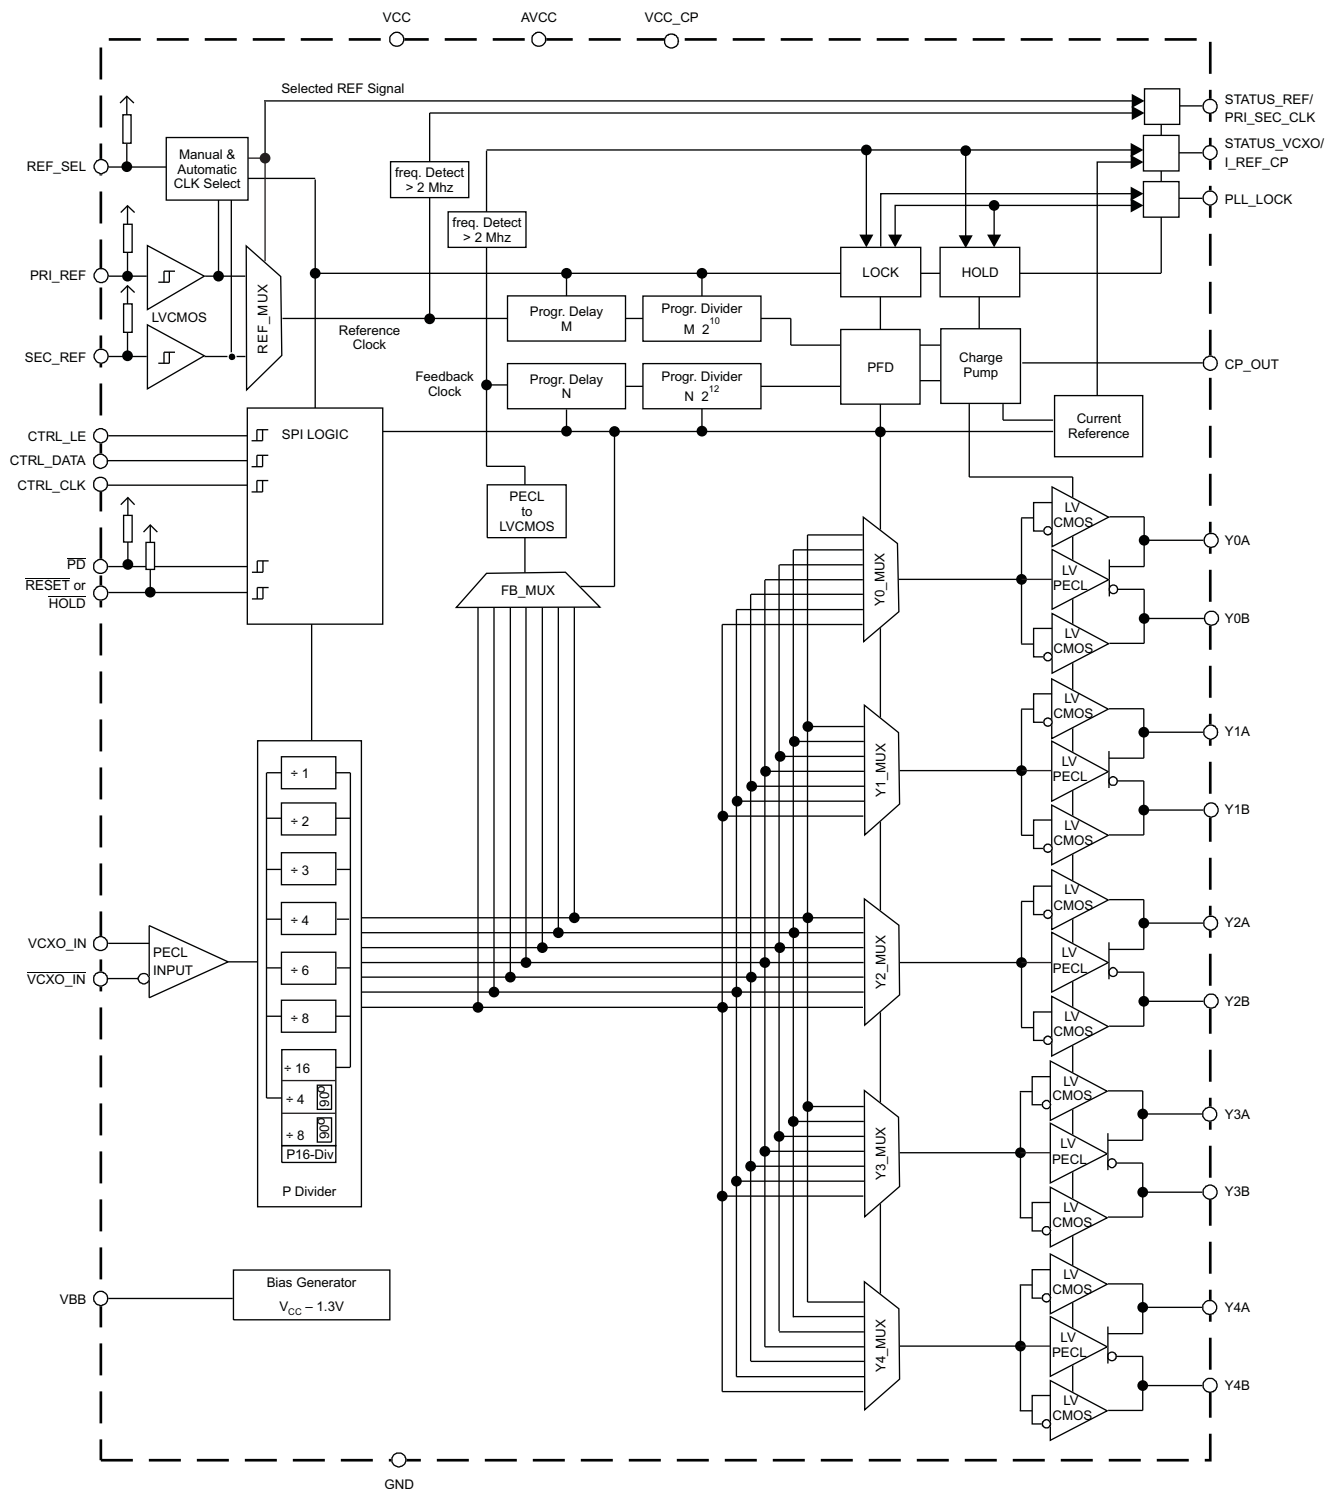 VCC
AVCC
VCC_CP
Selected REF Signal
STATUS_REF/
PRI_SEC_CLK
REF_SEL
Manual &
Automatic
CLK Select
freq. Detect
> 2 Mhz
STATUS_VCXO/
I_REF_CP
PLL_LOCK
freq. Detect
> 2 Mhz
PRI_REF
LVCMOS
REF_MUX
LOCK
HOLD
SEC_REF
Reference
Clock
Progr. Delay
M
Progr. Divider
M 2^10
PFD
Charge
Pump
CP_OUT
Feedback
Clock
Progr. Delay
N
Progr. Divider
N 2^12
Current
Reference
CTRL_LE
CTRL_DATA
CTRL_CLK
SPI LOGIC
PD
RESET or
HOLD
PECL
to
LVCMOS
FB_MUX
Y0_MUX
LV
CMOS
LV
PECL
LV
CMOS
Y0A
Y0B
Y1_MUX
LV
CMOS
LV
PECL
LV
CMOS
Y1A
Y1B
÷ 1
÷ 2
÷ 3
÷ 4
÷ 6
÷ 8
÷ 16
÷ 4
90°
÷ 8
90°
P16-Div
P Divider
VCXO_IN
VCXO_IN
PECL
INPUT
Y2_MUX
LV
CMOS
LV
PECL
LV
CMOS
Y2A
Y2B
Y3_MUX
LV
CMOS
LV
PECL
LV
CMOS
Y3A
Y3B
VBB
Bias Generator
VCC – 1.3V
Y4_MUX
LV
CMOS
LV
PECL
LV
CMOS
Y4A
Y4B
GND